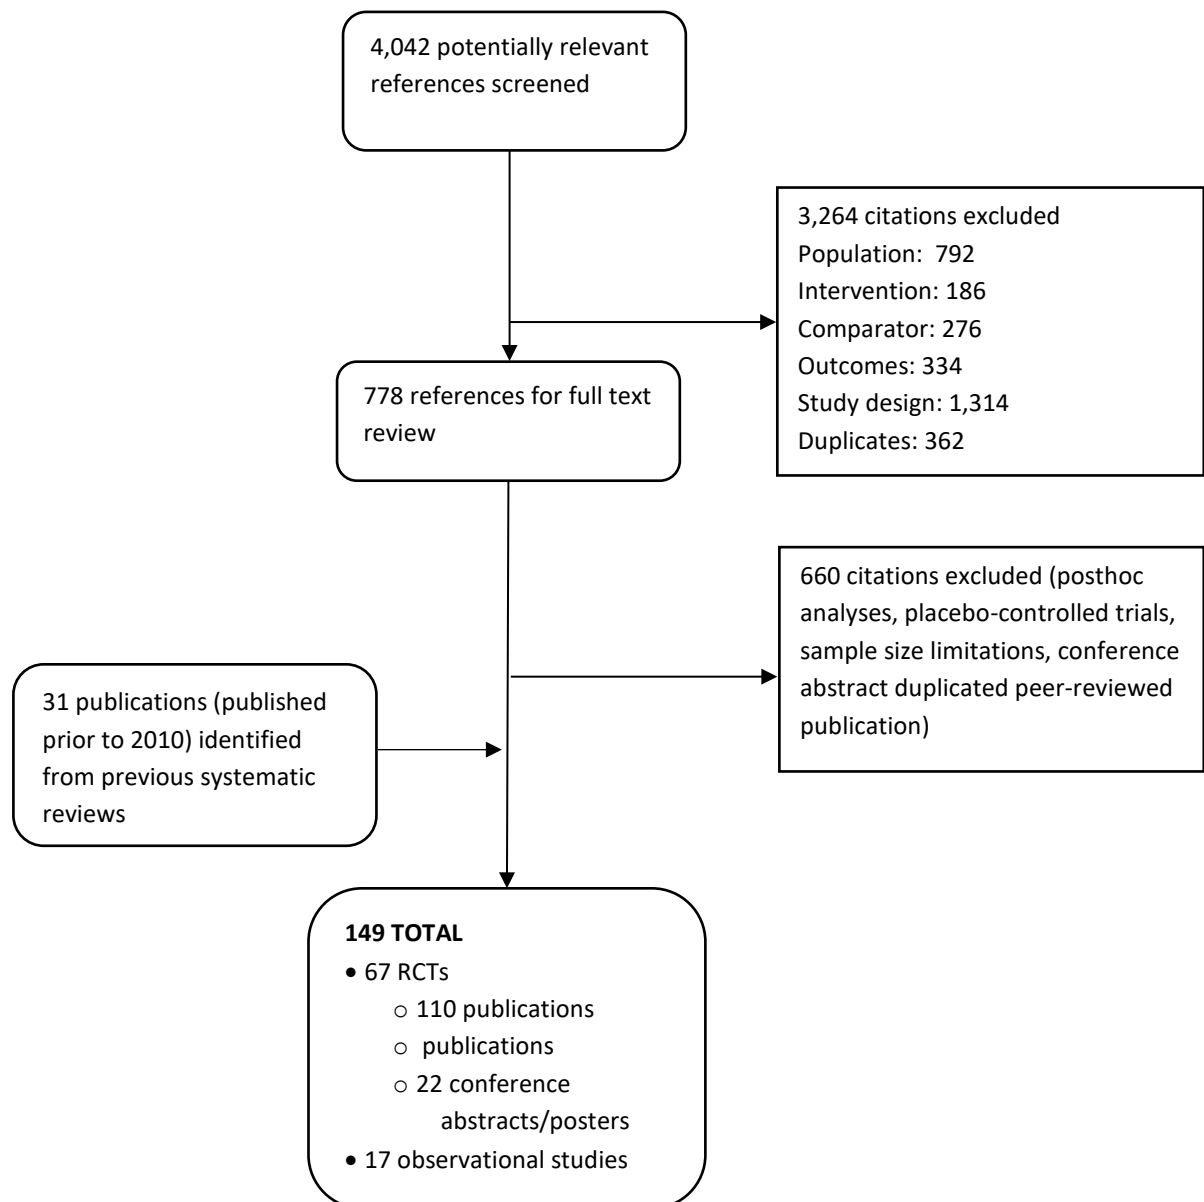 4,042 potentially relevant
references screened
3,264 citations excluded
Population:  792
Intervention: 186
Comparator: 276
Outcomes: 334
Study design: 1,314
Duplicates: 362
778 references for full text
review
660 citations excluded (posthoc
analyses, placebo-controlled trials,
sample size limitations, conference
abstract duplicated peer-reviewed
publication)
31 publications (published
prior to 2010) identified
from previous systematic
reviews
149 TOTAL
• 67 RCTs
○ 110 publications
○ publications
○ 22 conference
abstracts/posters
• 17 observational studies